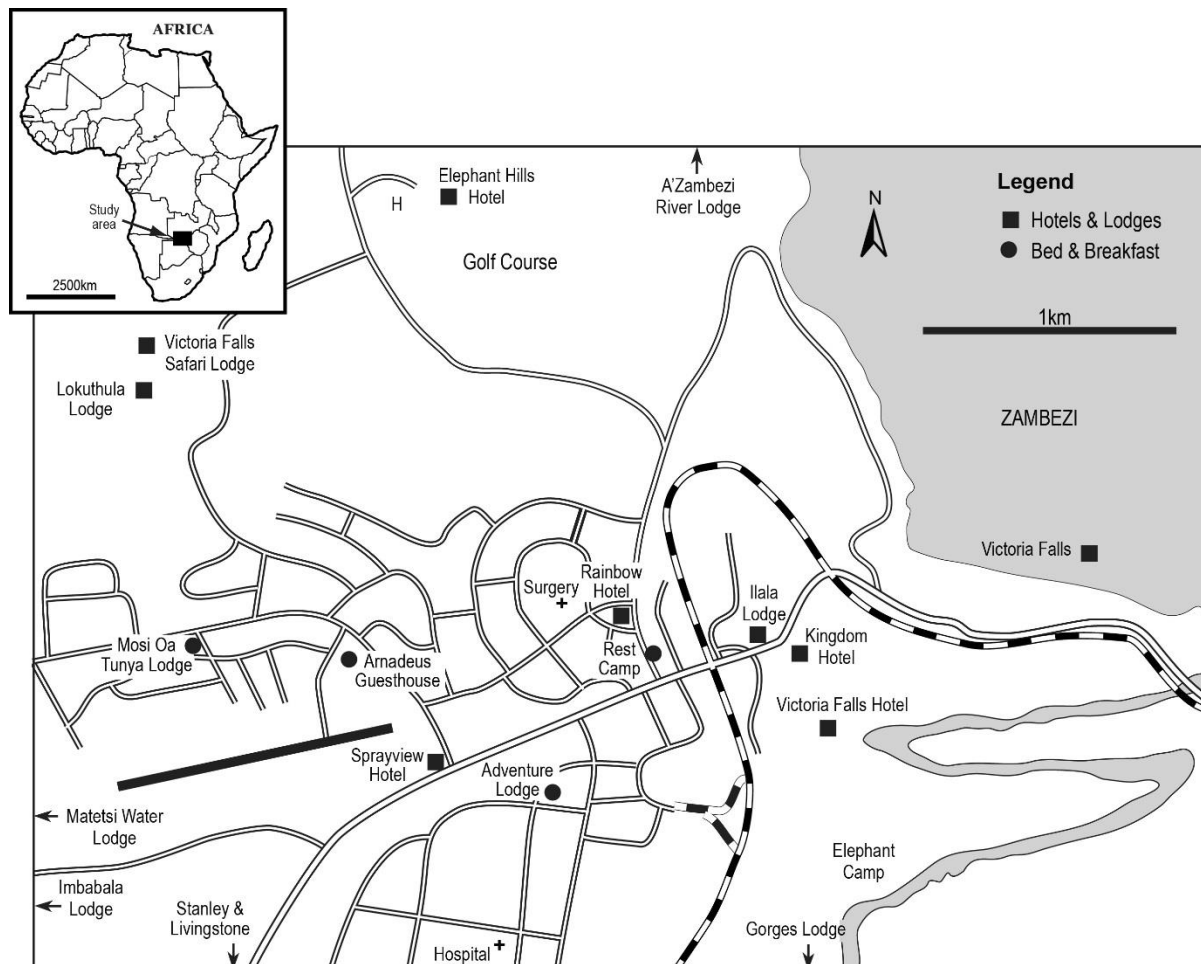 AFRICA
Study
area
2500km
Elephant Hills
Hotel
H
Golf Course
A'Zambezi
River Lodge
N
Legend
Hotels & Lodges
Bed & Breakfast
1km
ZAMBEZI
Victoria Falls
Safari Lodge
Lokuthula
Lodge
Victoria Falls
Surgery
Rainbow
Hotel
Ilala
Lodge
Mosi Oa
Tunya Lodge
Arnadeus
Guesthouse
Rest
Camp
Kingdom
Hotel
Victoria Falls Hotel
Sprayview
Hotel
Adventure
Lodge
Matetsi Water
Lodge
Imbabala
Lodge
Stanley &
Livingstone
Hospital
Elephant
Camp
Gorges Lodge